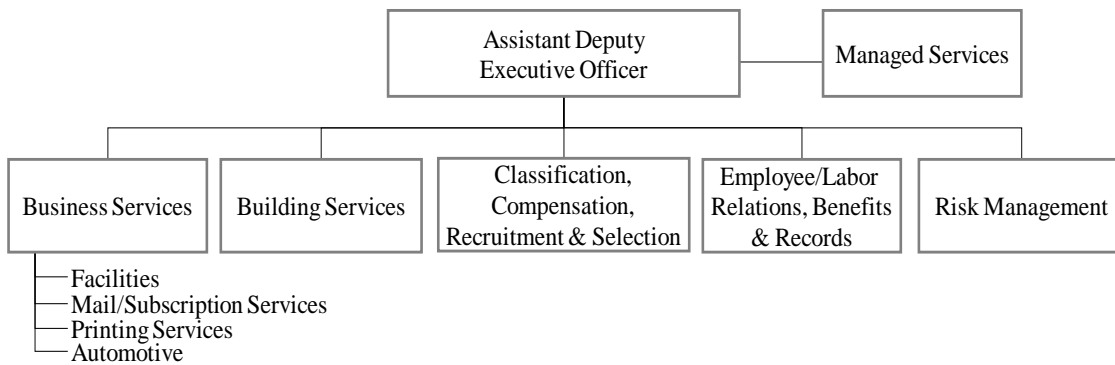 Assistant Deputy
Executive Officer
Managed Services
Business Services
Building Services
Classification,
Compensation,
Recruitment & Selection
Employee/Labor
Relations, Benefits
& Records
Risk Management
Facilities
Mail/Subscription Services
Printing Services
Automotive